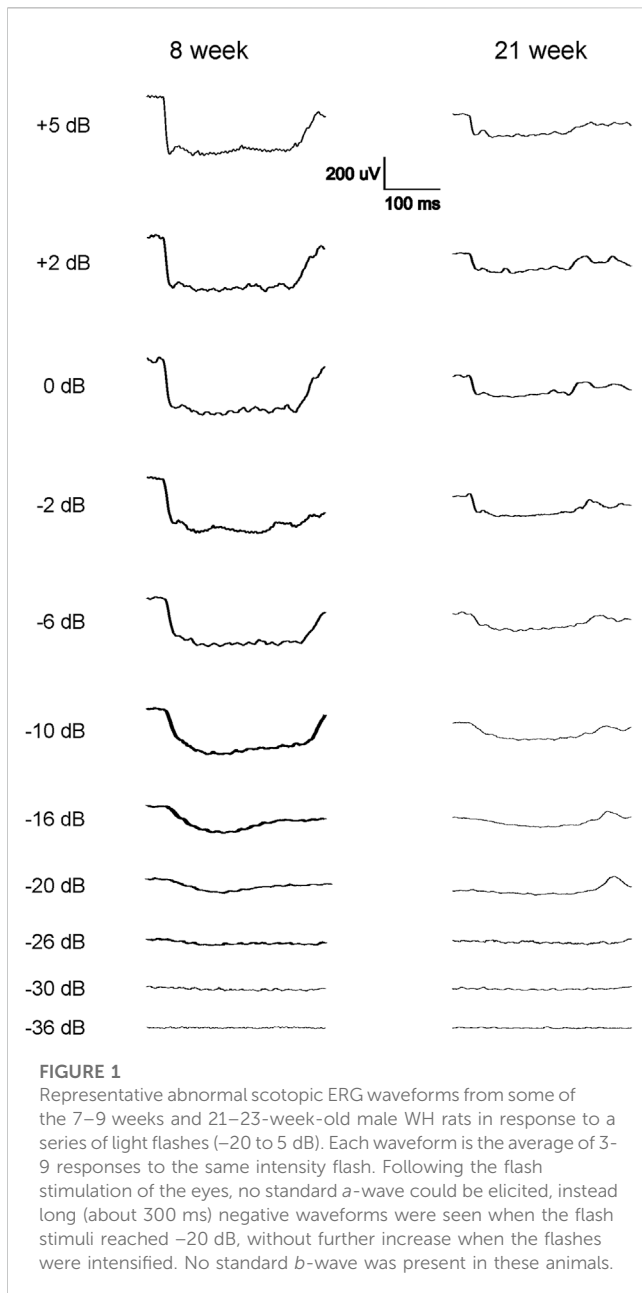 8 week 21 week
+5 dB
200 uV
100 ms
+2 dB
0 dB
-2 dB
-6 dB
-10 dB
-16 dB
-20 dB
-26 dB
-30 dB
-36 dB
FIGURE 1
Representative abnormal scotopic ERG waveforms from some of
the 7–9 weeks and 21–23-week-old male WH rats in response to a
series of light flashes (–20 to 5 dB). Each waveform is the average of 3-
9 responses to the same intensity flash. Following the flash
stimulation of the eyes, no standard a-wave could be elicited, instead
long (about 300 ms) negative waveforms were seen when the flash
stimuli reached –20 dB, without further increase when the flashes
were intensified. No standard b-wave was present in these animals.